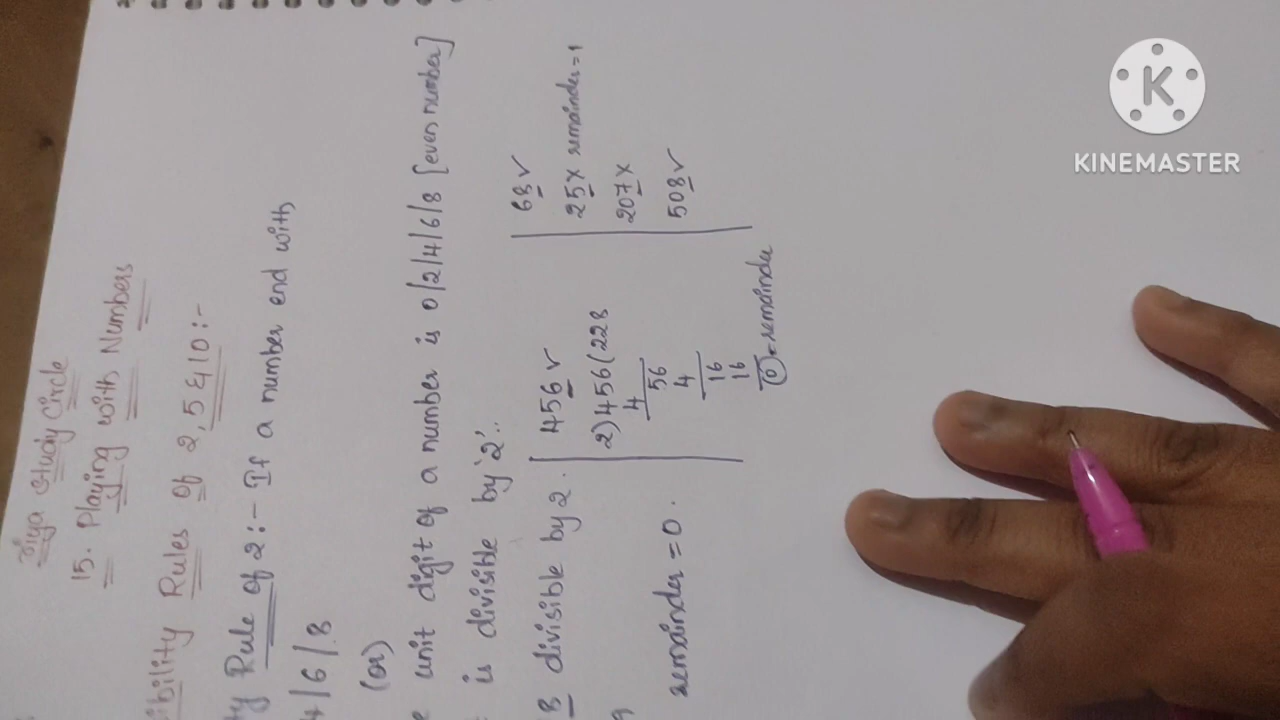 Ziya Study Circle
15. Playing with Numbers
ibility Rules of 2, 5 & 10 :-
ty Rule of 2 :- If a number end with
4/6/8
(or)
unit digit of a number is 0/2/4/6/8 [even number]
is divisible by '2'.
8 divisible by 2.
remainder = 0.
456 ✓
2) 456 (228
4
56
4
16
16
0 = remainder
68 ✓
25 x remainder = 1
207 x
508 ✓
KINEMASTER